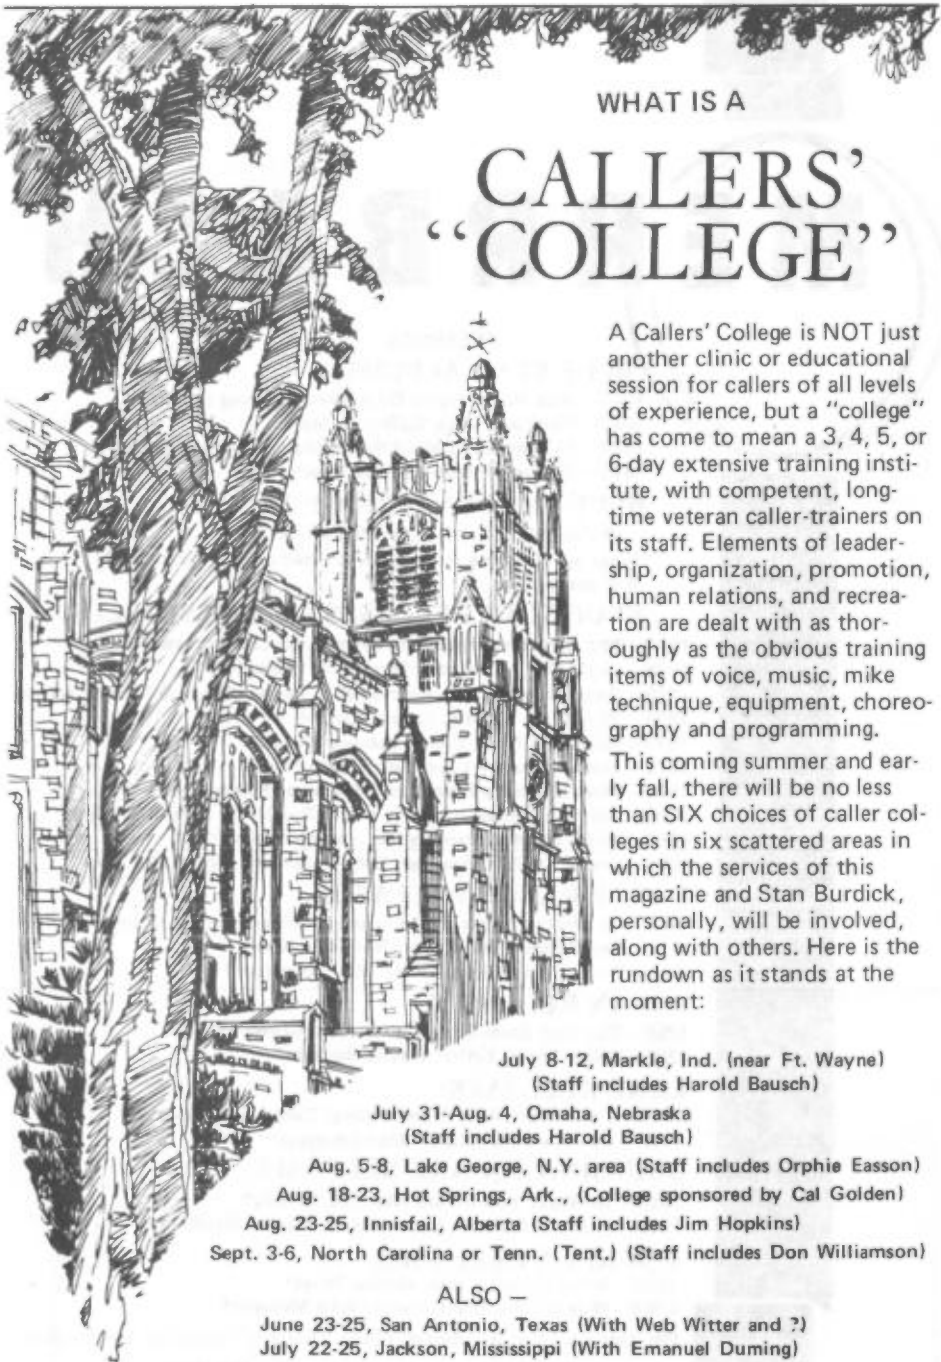 WHAT IS A
CALLERS'
“COLLEGE”
A Callers' College is NOT just
another clinic or educational
session for callers of all levels
of experience, but a "college"
has come to mean a 3, 4, 5, or
6-day extensive training insti-
tute, with competent, long-
time veteran caller-trainers on
its staff. Elements of leader-
ship, organization, promotion,
human relations, and recrea-
tion are dealt with as thor-
oughly as the obvious training
items of voice, music, mike
technique, equipment, choreo-
graphy and programming.
This coming summer and ear-
ly fall, there will be no less
than SIX choices of caller col-
leges in six scattered areas in
which the services of this
magazine and Stan Burdick,
personally, will be involved,
along with others. Here is the
rundown as it stands at the
moment:
July 8-12, Markle, Ind. (near Ft. Wayne)
(Staff includes Harold Bausch)
July 31-Aug. 4, Omaha, Nebraska
(Staff includes Harold Bausch)
Aug. 5-8, Lake George, N.Y. area (Staff includes Orphie Easson)
Aug. 18-23, Hot Springs, Ark., (College sponsored by Cal Golden)
Aug. 23-25, Innisfail, Alberta (Staff includes Jim Hopkins)
Sept. 3-6, North Carolina or Tenn. (Tent.) (Staff includes Don Williamson)
ALSO —
June 23-25, San Antonio, Texas (With Web Witter and ?)
July 22-25, Jackson, Mississippi (With Emanuel Duming)